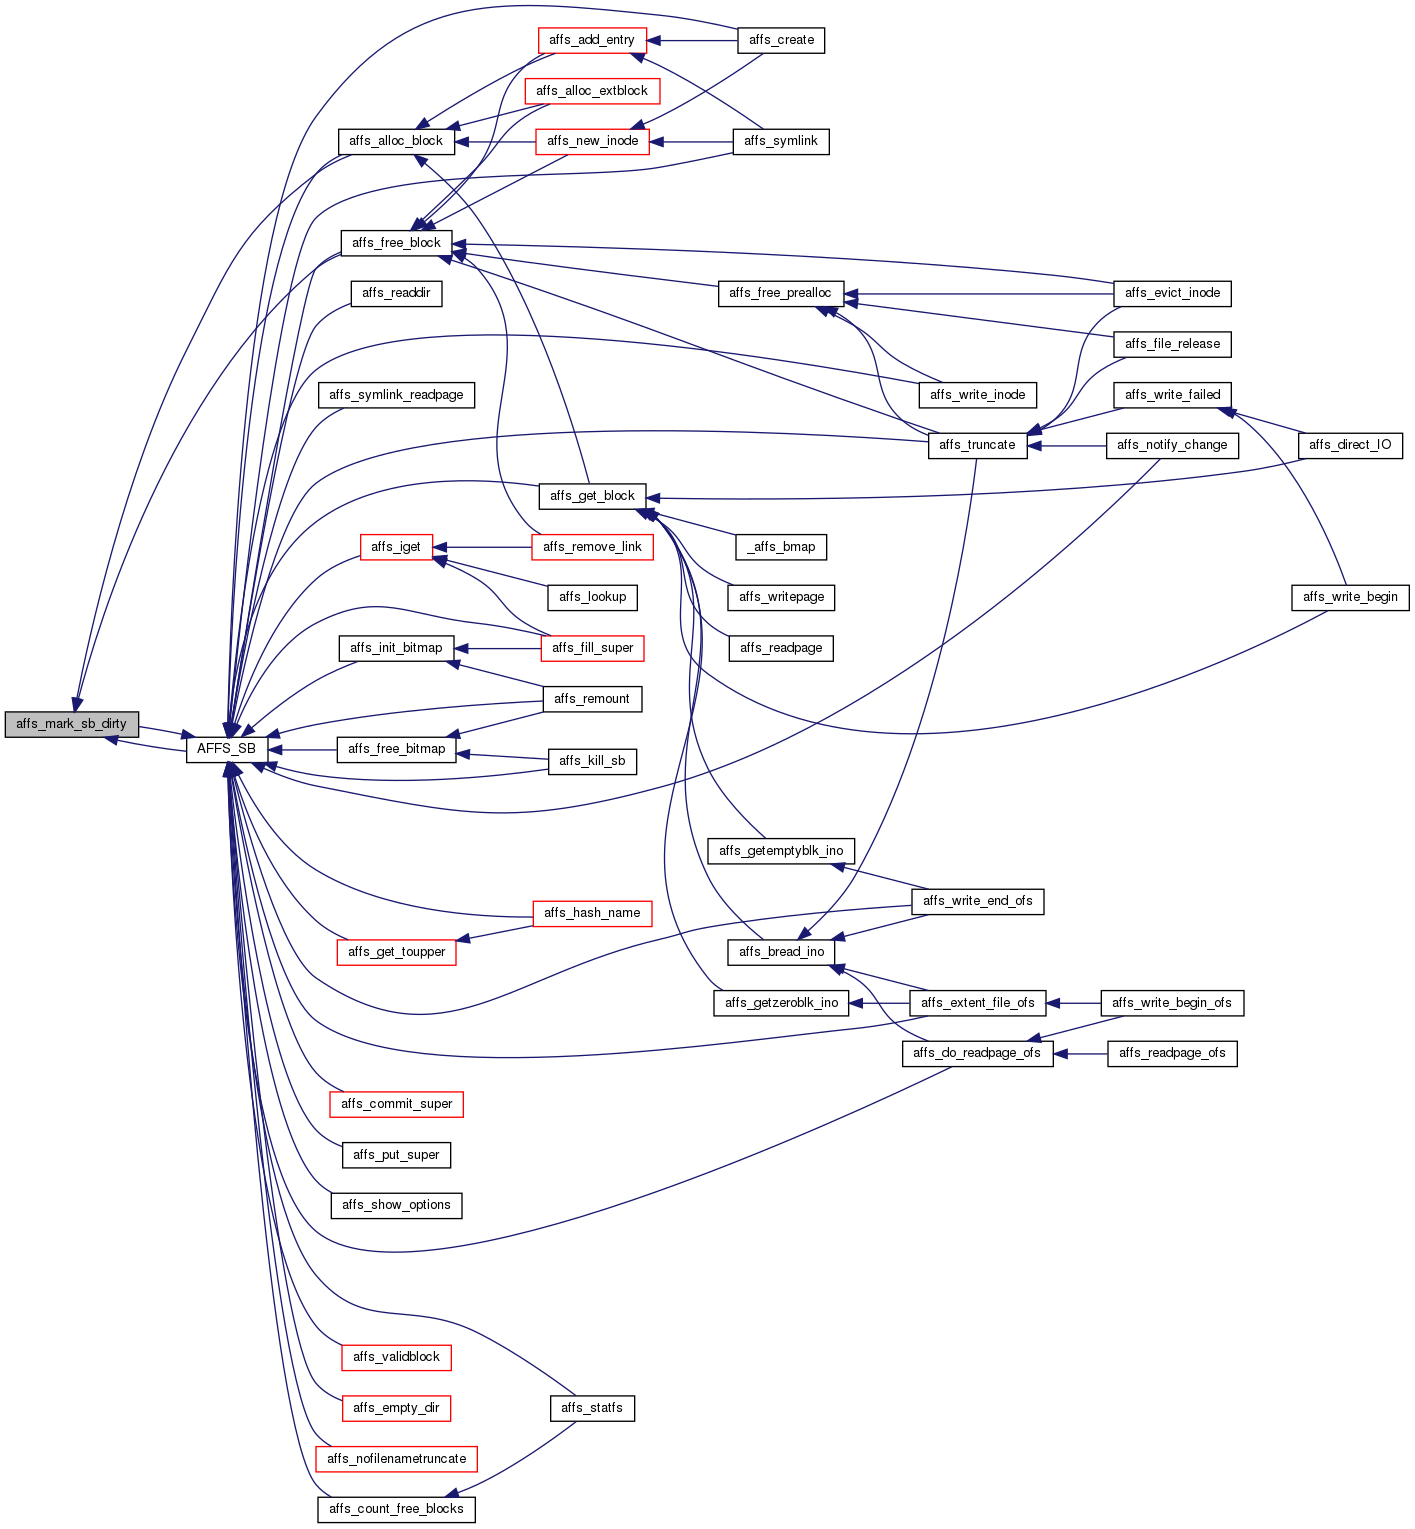 affs_add_entry
affs_create
affs_alloc_extblock
affs_alloc_block
affs_new_inode
affs_symlink
affs_free_block
affs_readdir
affs_free_prealloc
affs_evict_inode
affs_file_release
affs_symlink_readpage
affs_write_inode
affs_write_failed
affs_truncate
affs_notify_change
affs_direct_IO
affs_get_block
affs_iget
affs_remove_link
_affs_bmap
affs_lookup
affs_writepage
affs_write_begin
affs_init_bitmap
affs_fill_super
affs_readpage
affs_remount
affs_mark_sb_dirty
AFFS_SB
affs_free_bitmap
affs_kill_sb
affs_getemptyblk_ino
affs_write_end_ofs
affs_hash_name
affs_get_toupper
affs_bread_ino
affs_getzeroblk_ino
affs_extent_file_ofs
affs_write_begin_ofs
affs_do_readpage_ofs
affs_readpage_ofs
affs_commit_super
affs_put_super
affs_show_options
affs_validblock
affs_empty_dir
affs_statfs
affs_nofilenametruncate
affs_count_free_blocks